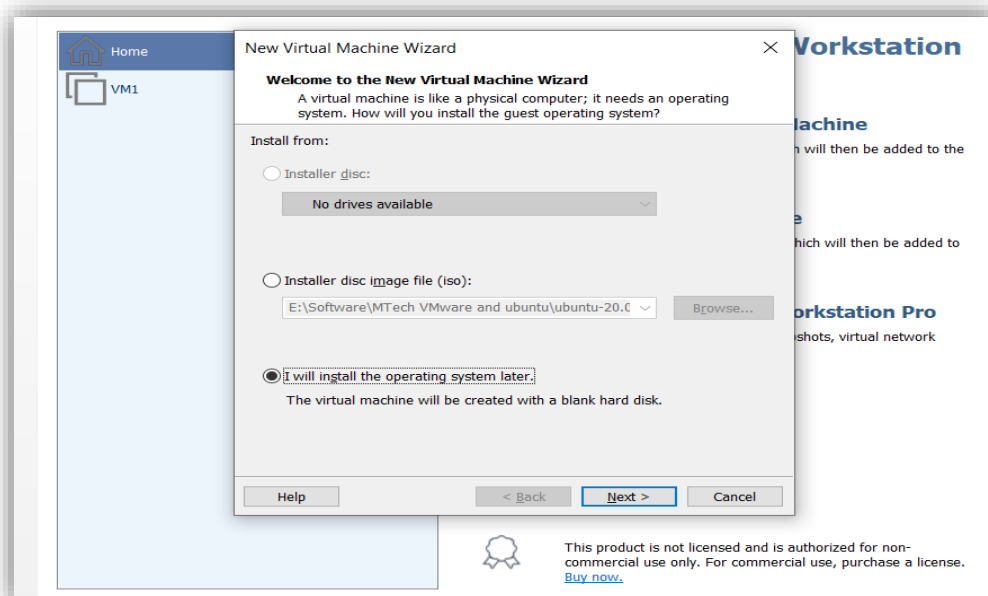 Home
VM1
New Virtual Machine Wizard
Welcome to the New Virtual Machine Wizard
A virtual machine is like a physical computer; it needs an operating
system. How will you install the guest operating system?
Install from:
Installer disc:
No drives available
Installer disc image file (iso):
E:\Software\MTech VMware and ubuntu\ubuntu-20.0
Browse...
I will install the operating system later.
The virtual machine will be created with a blank hard disk.
Help
< Back
Next >
Cancel
Workstation
will then be added to the
hich will then be added to
orkstation Pro
shots, virtual network
This product is not licensed and is authorized for non-
commercial use only. For commercial use, purchase a license.
Buy now.